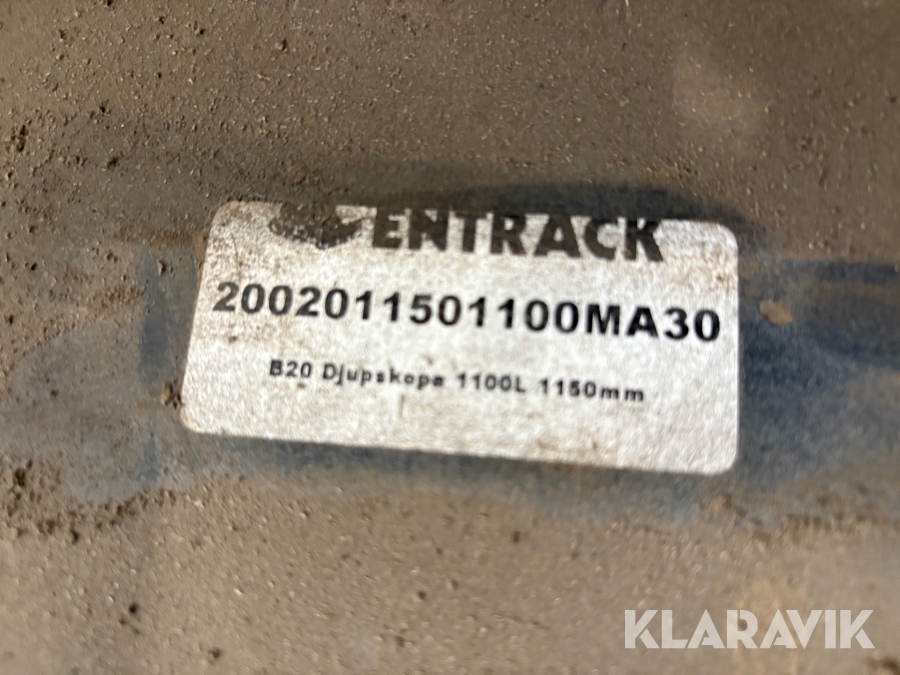 ENTRACK
2002011501100MA30
B20 Djupskopa 1100L 1150mm
KLARAVIK